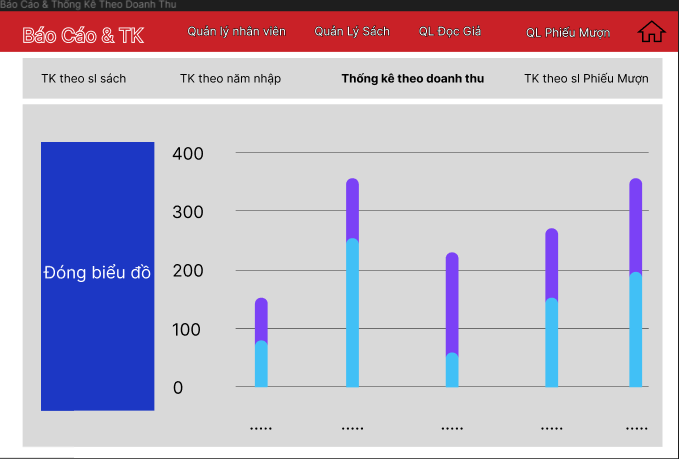 Báo Cáo & Thống Kê Theo Doanh Thu
Báo Cáo & TK
Quản lý nhân viên
Quản Lý Sách
QL Đọc Giả
QL Phiếu Mượn
TK theo sl sách
TK theo năm nhập
Thống kê theo doanh thu
TK theo sl Phiếu Mượn
Đóng biểu đồ
400
300
200
100
0
..... ..... ..... ..... .....